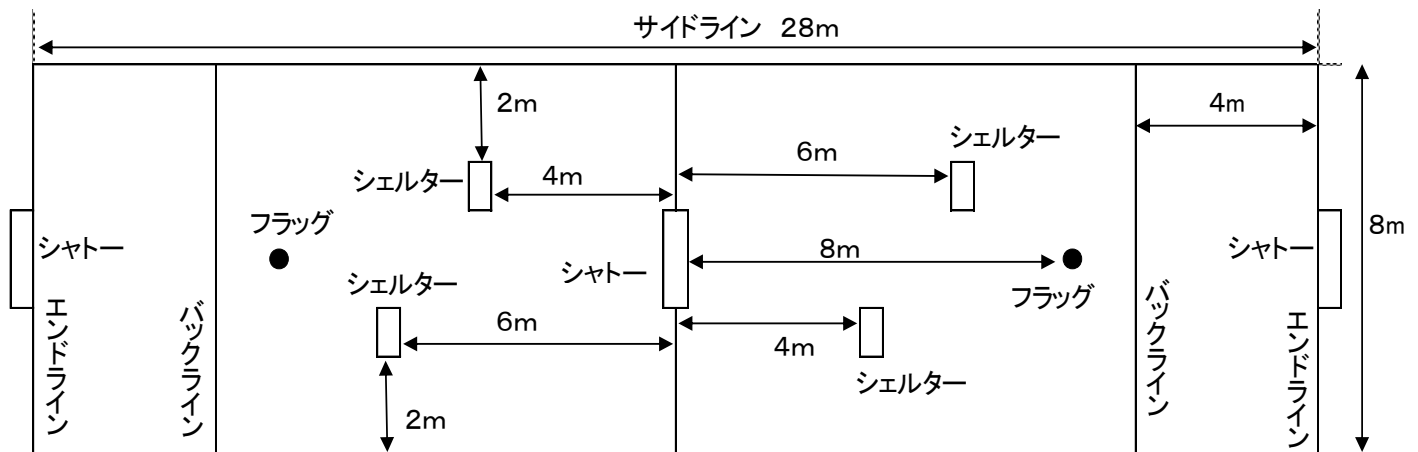 サイドライン 28m
2m
4m
シェルター
6m
シェルター
4m
フラッグ
8m
シャトー
シャトー
8m
シャトー
シェルター
フラッグ
エンドライン
バックライン
6m
4m
バックライン
エンドライン
シェルター
2m